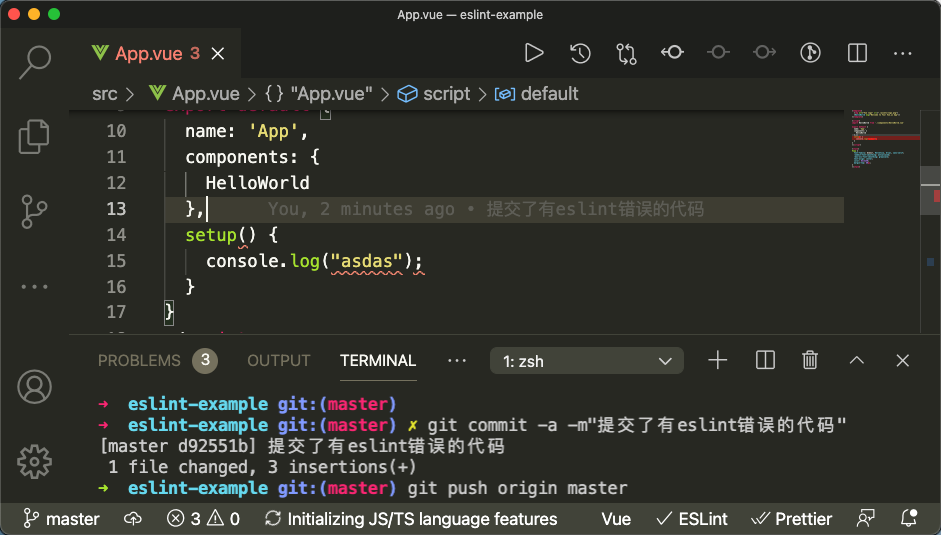 App.vue — eslint-example
App.vue 3
src > App.vue > {} "App.vue" > script > default
10 name: 'App',
11 components: {
12 HelloWorld
13 }, You, 2 minutes ago • 提交了有eslint错误的代码
14 setup() {
15 console.log("asdas");
16 }
17 }
PROBLEMS 3 OUTPUT TERMINAL ··· 1: zsh
→ eslint-example git:(master)
→ eslint-example git:(master) ✗ git commit -a -m"提交了有eslint错误的代码"
[master d92551b] 提交了有eslint错误的代码
1 file changed, 3 insertions(+)
→ eslint-example git:(master) git push origin master
master 3 0 Initializing JS/TS language features Vue ESLint Prettier